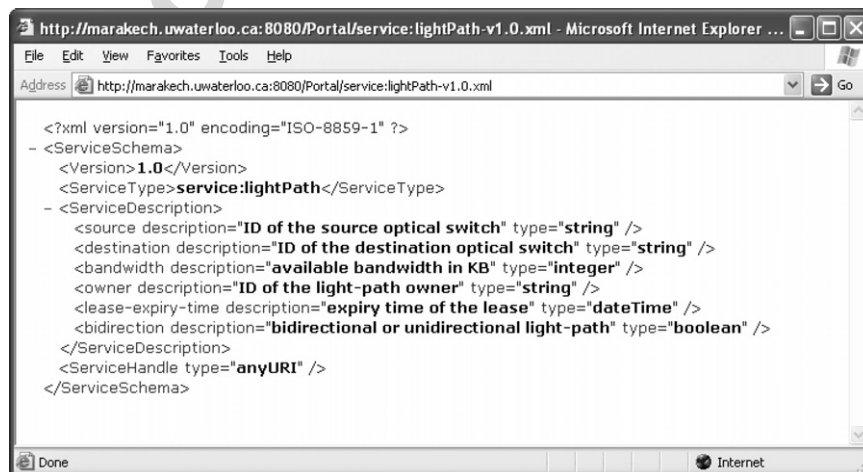 http://marakech.uwaterloo.ca:8080/Portal/service:lightPath-v1.0.xml - Microsoft Internet Explorer ...
File Edit View Favorites Tools Help
Address http://marakech.uwaterloo.ca:8080/Portal/service:lightPath-v1.0.xml Go
<?xml version="1.0" encoding="ISO-8859-1" ?>
- <ServiceSchema>
<Version>1.0</Version>
<ServiceType>service:lightPath</ServiceType>
- <ServiceDescription>
<source description="ID of the source optical switch" type="string" />
<destination description="ID of the destination optical switch" type="string" />
<bandwidth description="available bandwidth in KB" type="integer" />
<owner description="ID of the light-path owner" type="string" />
<lease-expiry-time description="expiry time of the lease" type="dateTime" />
<bidirection description="bidirectional or unidirectional light-path" type="boolean" />
</ServiceDescription>
<ServiceHandle type="anyURI" />
</ServiceSchema>
Done Internet